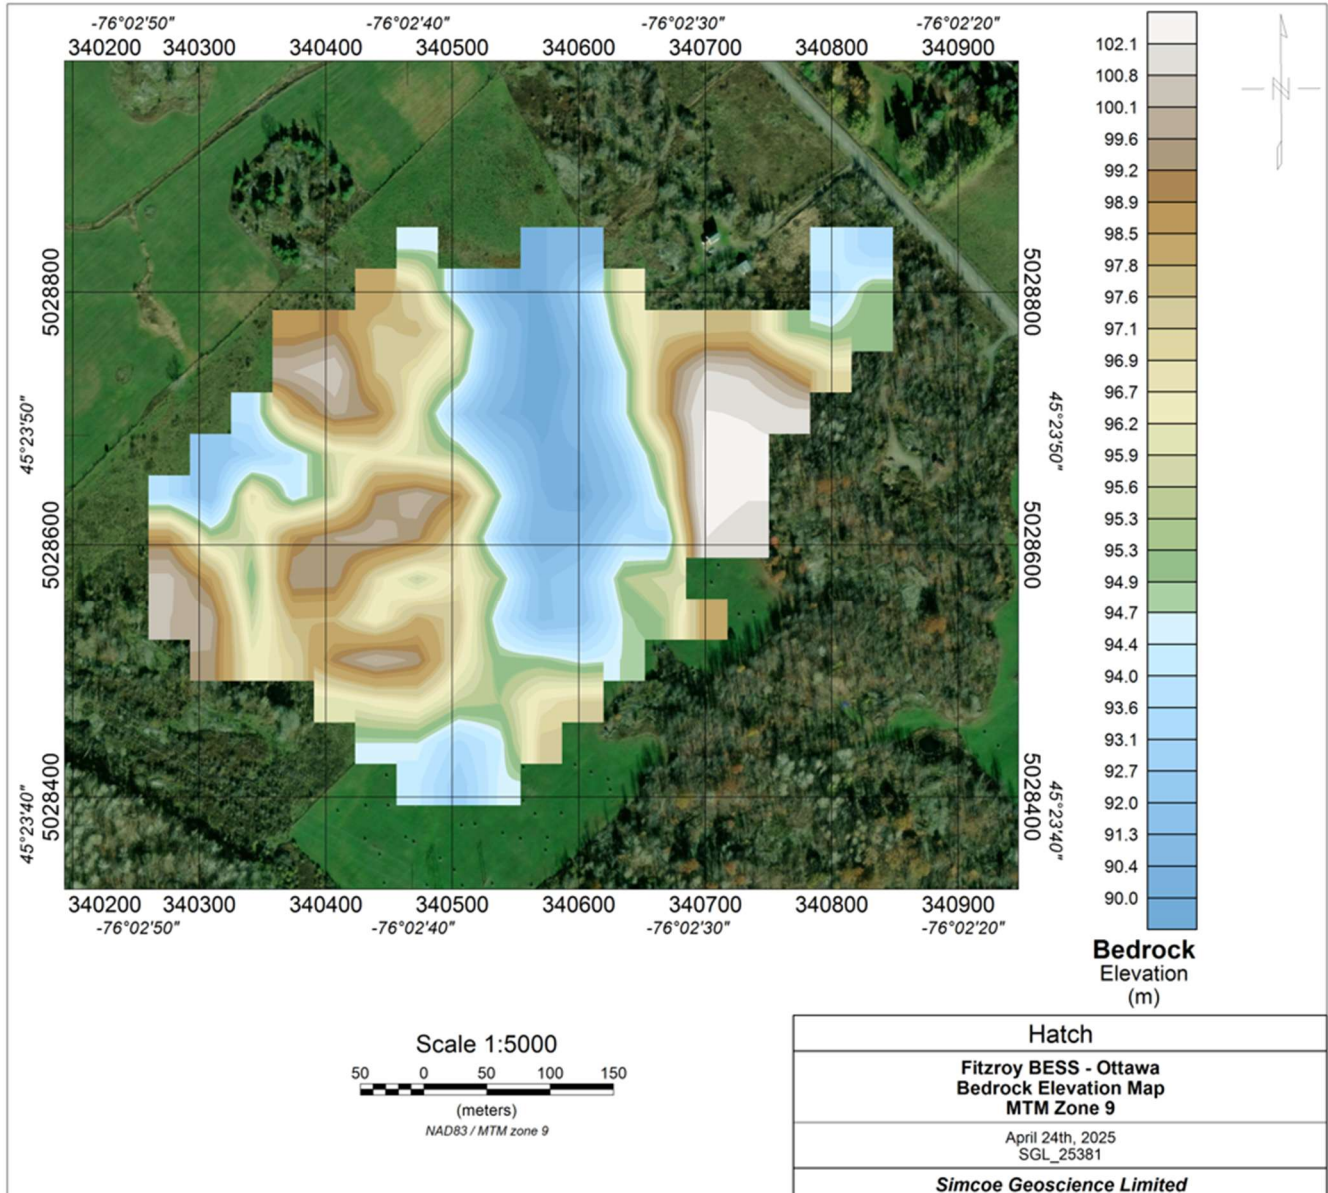 -76°02'50" -76°02'40" -76°02'30" -76°02'20"
340200 340300 340400 340500 340600 340700 340800 340900
5028800
45°23'50"
5028600
5028400
45°23'40"
5028800
45°23'50"
5028600
5028400
45°23'40"
340200 340300 340400 340500 340600 340700 340800 340900
-76°02'50" -76°02'40" -76°02'30" -76°02'20"
102.1
100.8
100.1
99.6
99.2
98.9
98.5
97.8
97.6
97.1
96.9
96.7
96.2
95.9
95.6
95.3
95.3
94.9
94.7
94.4
94.0
93.6
93.1
92.7
92.0
91.3
90.4
90.0
N
Bedrock
Elevation
(m)
Scale 1:5000
50 0 50 100 150
(meters)
NAD83 / MTM zone 9
Hatch
Fitzroy BESS - Ottawa
Bedrock Elevation Map
MTM Zone 9
April 24th, 2025
SGL_25381
Simcoe Geoscience Limited